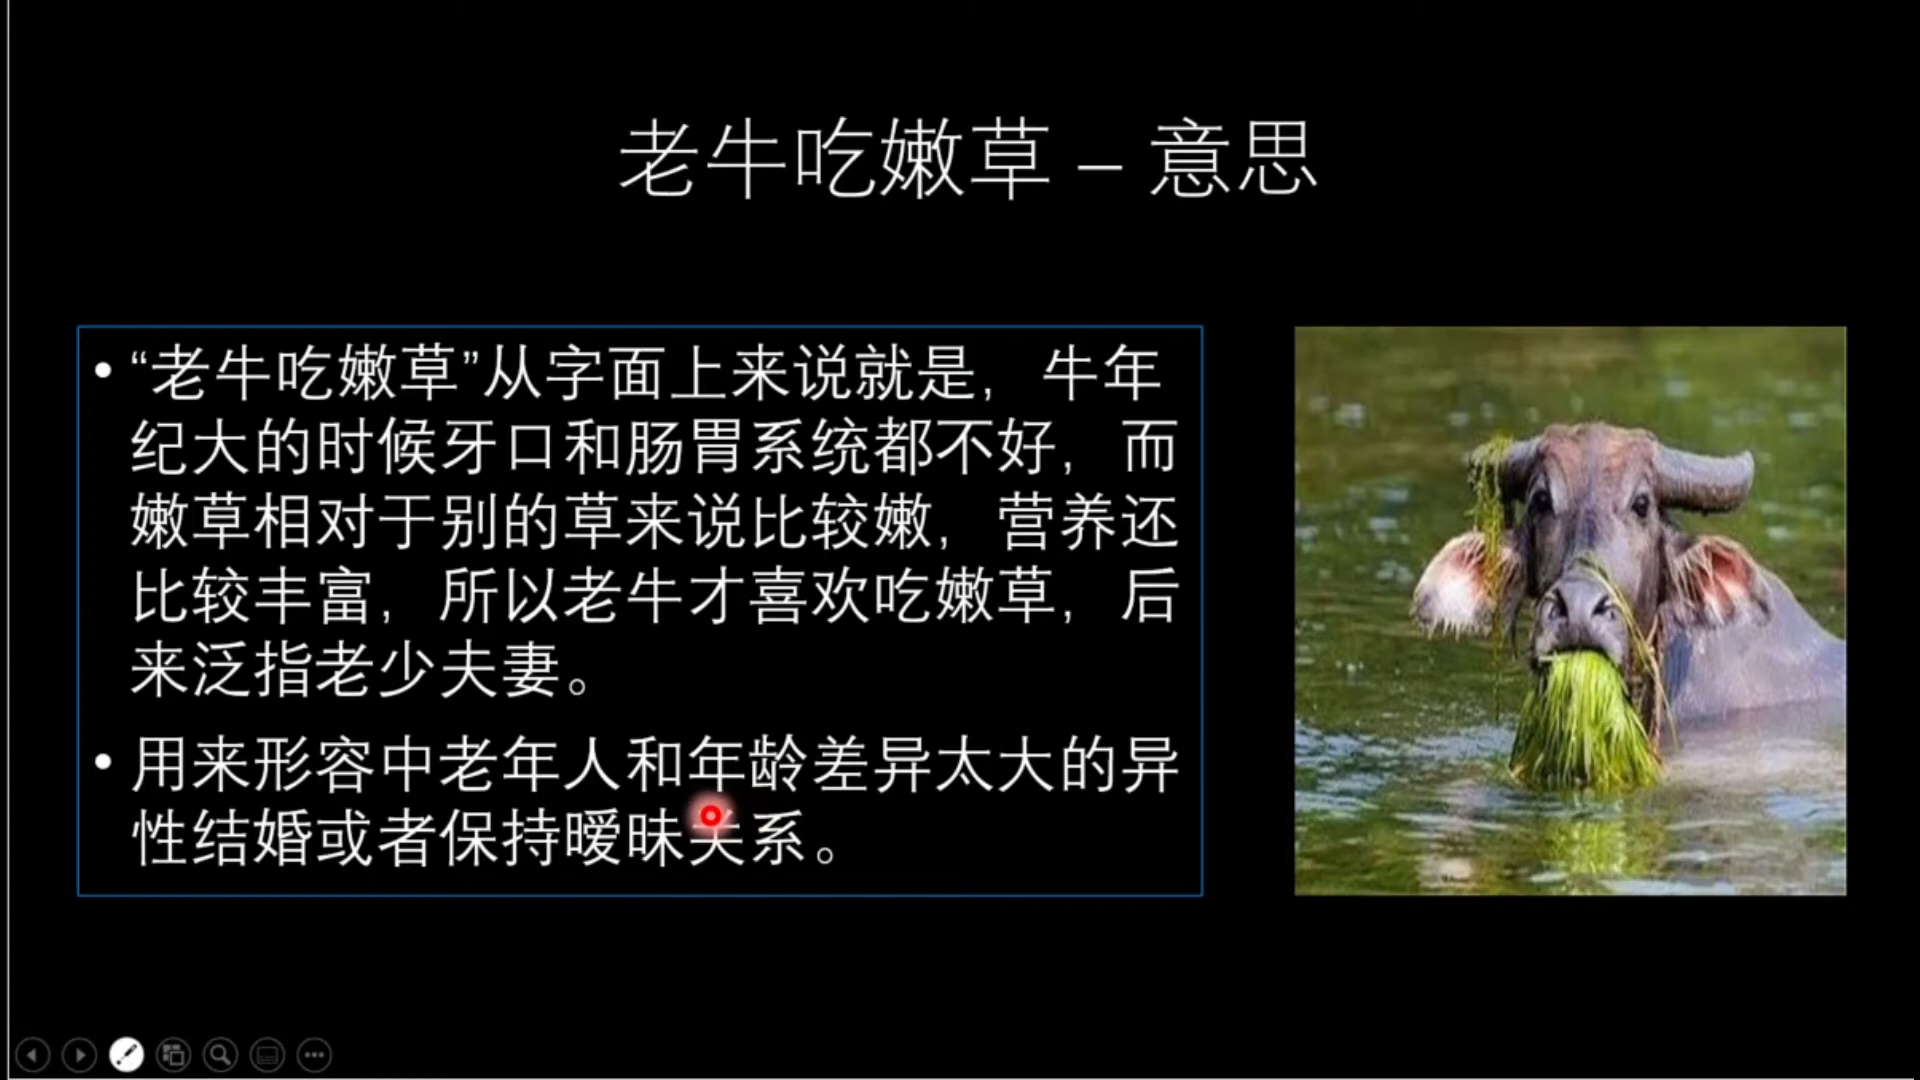 老牛吃嫩草 – 意思
• “老牛吃嫩草”从字面上来说就是，牛年
纪大的时候牙口和肠胃系统都不好，而
嫩草相对于别的草来说比较嫩，营养还
比较丰富，所以老牛才喜欢吃嫩草，后
来泛指老少夫妻。
• 用来形容中老年人和年龄差异太大的异
性结婚或者保持暧昧关系。